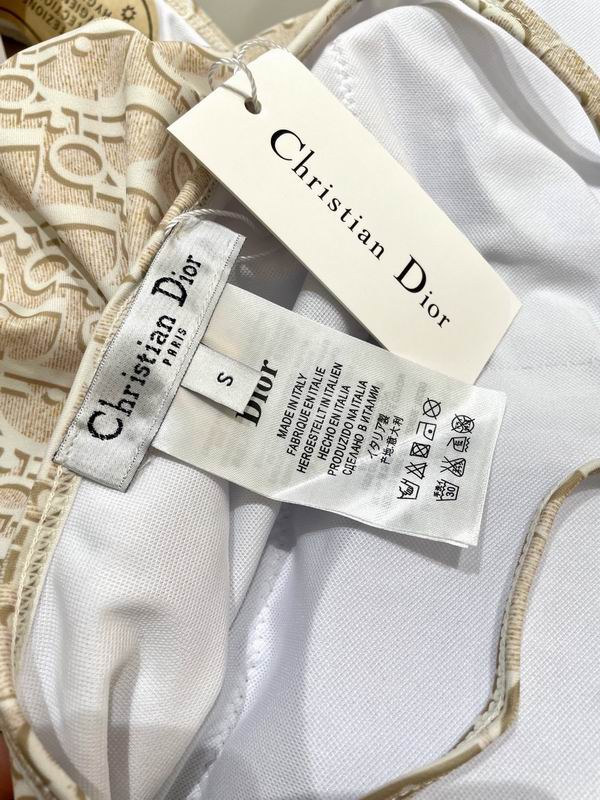 Christian Dior
Christian Dior
PARIS
S
Dior
MADE IN ITALY
FABRIQUE EN ITALIE
HERGESTELLT IN ITALIEN
HECHO EN ITALIA
PRODUZIDO NA ITALIA
СДЕЛАНО В ИТАЛИИ
イタリア製
产地意大利
30